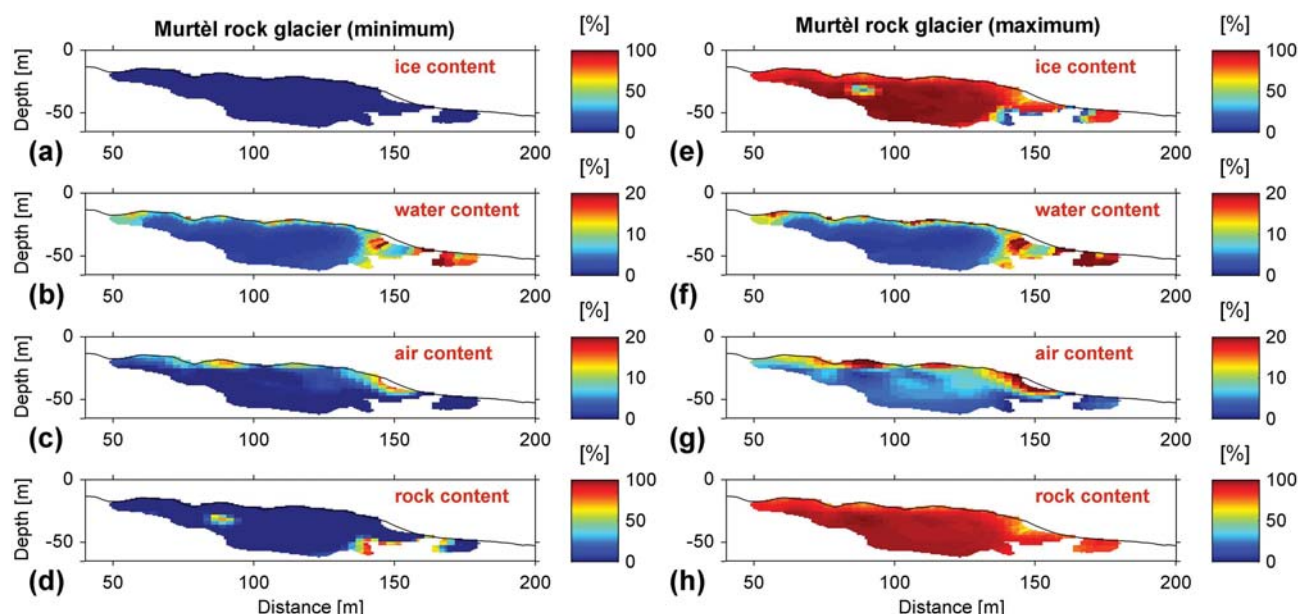 Murtèl rock glacier (minimum)
[%]
0
-50
Depth [m]
ice content
100
50
0
(a)
50
100
150
200
[%]
0
-50
Depth [m]
water content
20
10
0
(b)
50
100
150
200
[%]
0
-50
Depth [m]
air content
20
10
0
(c)
50
100
150
200
[%]
0
-50
Depth [m]
rock content
100
50
0
(d)
50
100
150
200
Distance [m]
Murtèl rock glacier (maximum)
[%]
0
-50
Depth [m]
ice content
100
50
0
(e)
50
100
150
200
[%]
0
-50
Depth [m]
water content
20
10
0
(f)
50
100
150
200
[%]
0
-50
Depth [m]
air content
20
10
0
(g)
50
100
150
200
[%]
0
-50
Depth [m]
rock content
100
50
0
(h)
50
100
150
200
Distance [m]